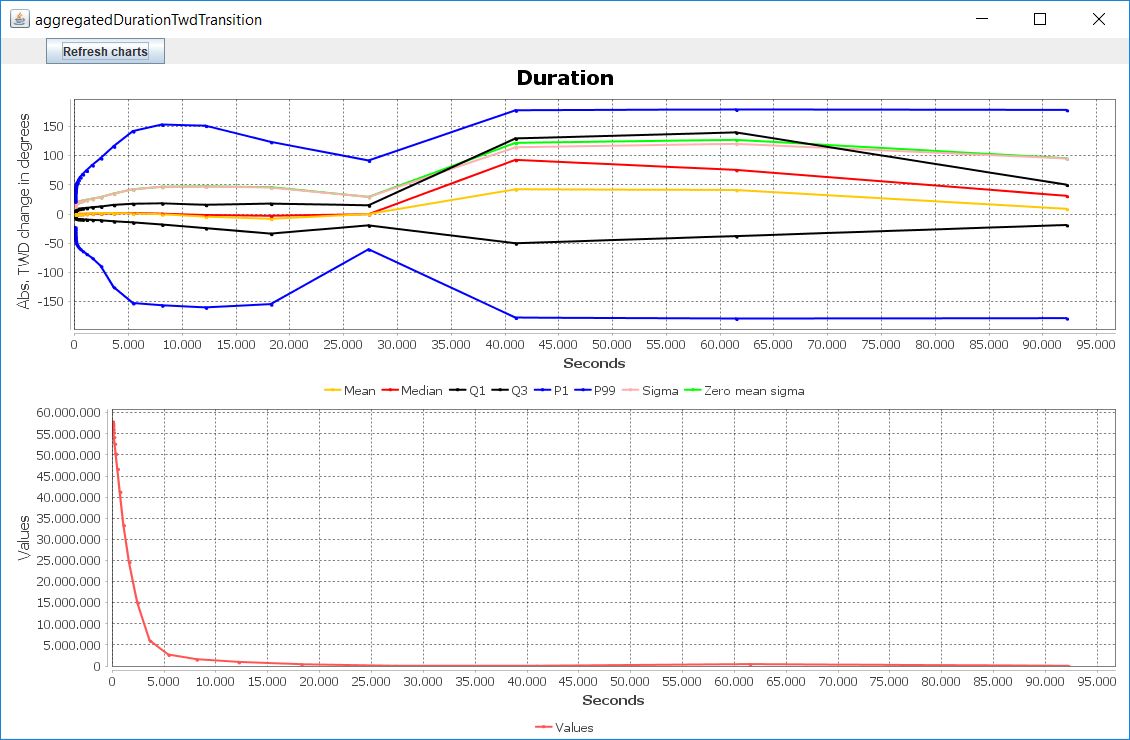 aggregatedDurationTwdTransition
Refresh charts
Duration
Abs. TWD change in degrees
150
100
50
0
-50
-100
-150
0 5.000 10.000 15.000 20.000 25.000 30.000 35.000 40.000 45.000 50.000 55.000 60.000 65.000 70.000 75.000 80.000 85.000 90.000 95.000
Seconds
Mean Median Q1 Q3 P1 P99 Sigma Zero mean sigma
Values
60.000.000
55.000.000
50.000.000
45.000.000
40.000.000
35.000.000
30.000.000
25.000.000
20.000.000
15.000.000
10.000.000
5.000.000
0
0 5.000 10.000 15.000 20.000 25.000 30.000 35.000 40.000 45.000 50.000 55.000 60.000 65.000 70.000 75.000 80.000 85.000 90.000 95.000
Seconds
Values